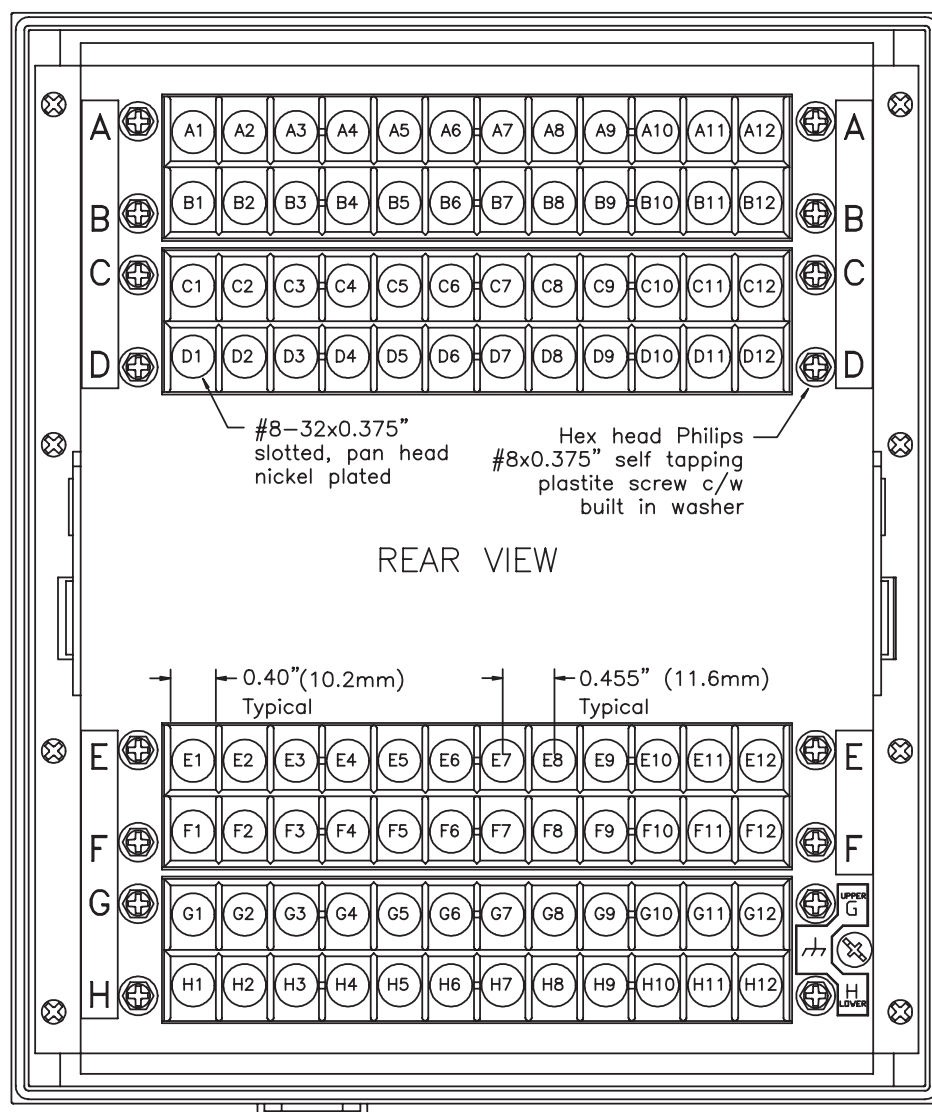 A A1 A2 A3 A4 A5 A6 A7 A8 A9 A10 A11 A12 A
B B1 B2 B3 B4 B5 B6 B7 B8 B9 B10 B11 B12 B
C C1 C2 C3 C4 C5 C6 C7 C8 C9 C10 C11 C12 C
D D1 D2 D3 D4 D5 D6 D7 D8 D9 D10 D11 D12 D
#8-32x0.375"
slotted, pan head
nickel plated
Hex head Philips
#8x0.375" self tapping
plastite screw c/w
built in washer
REAR VIEW
0.40"(10.2mm)
Typical
0.455" (11.6mm)
Typical
E E1 E2 E3 E4 E5 E6 E7 E8 E9 E10 E11 E12 E
F F1 F2 F3 F4 F5 F6 F7 F8 F9 F10 F11 F12 F
G G1 G2 G3 G4 G5 G6 G7 G8 G9 G10 G11 G12
UPPER
G
H H1 H2 H3 H4 H5 H6 H7 H8 H9 H10 H11 H12
H
LOWER